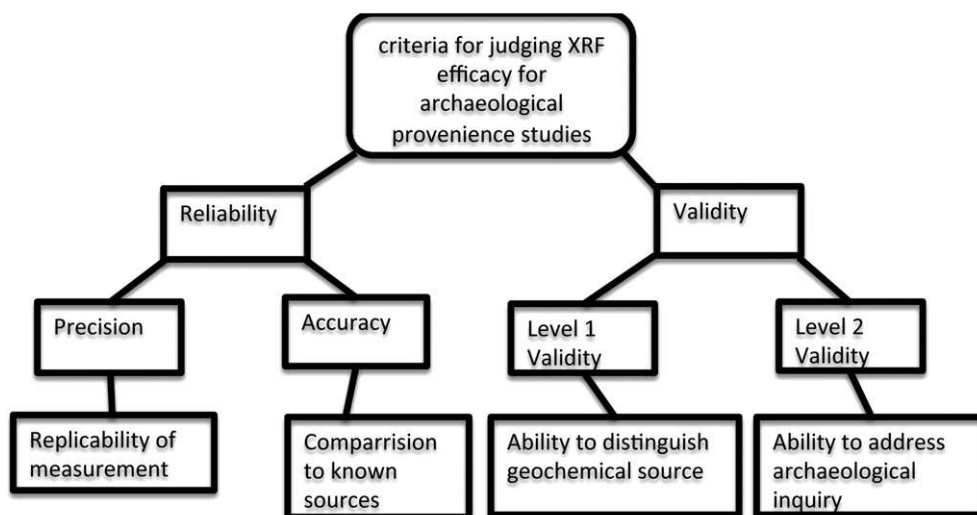 criteria for judging XRF
efficacy for
archaeological
provenience studies
Reliability
Validity
Precision
Accuracy
Level 1
Validity
Level 2
Validity
Replicability of
measurement
Comparrision
to known
sources
Ability to distinguish
geochemical source
Ability to address
archaeological
inquiry